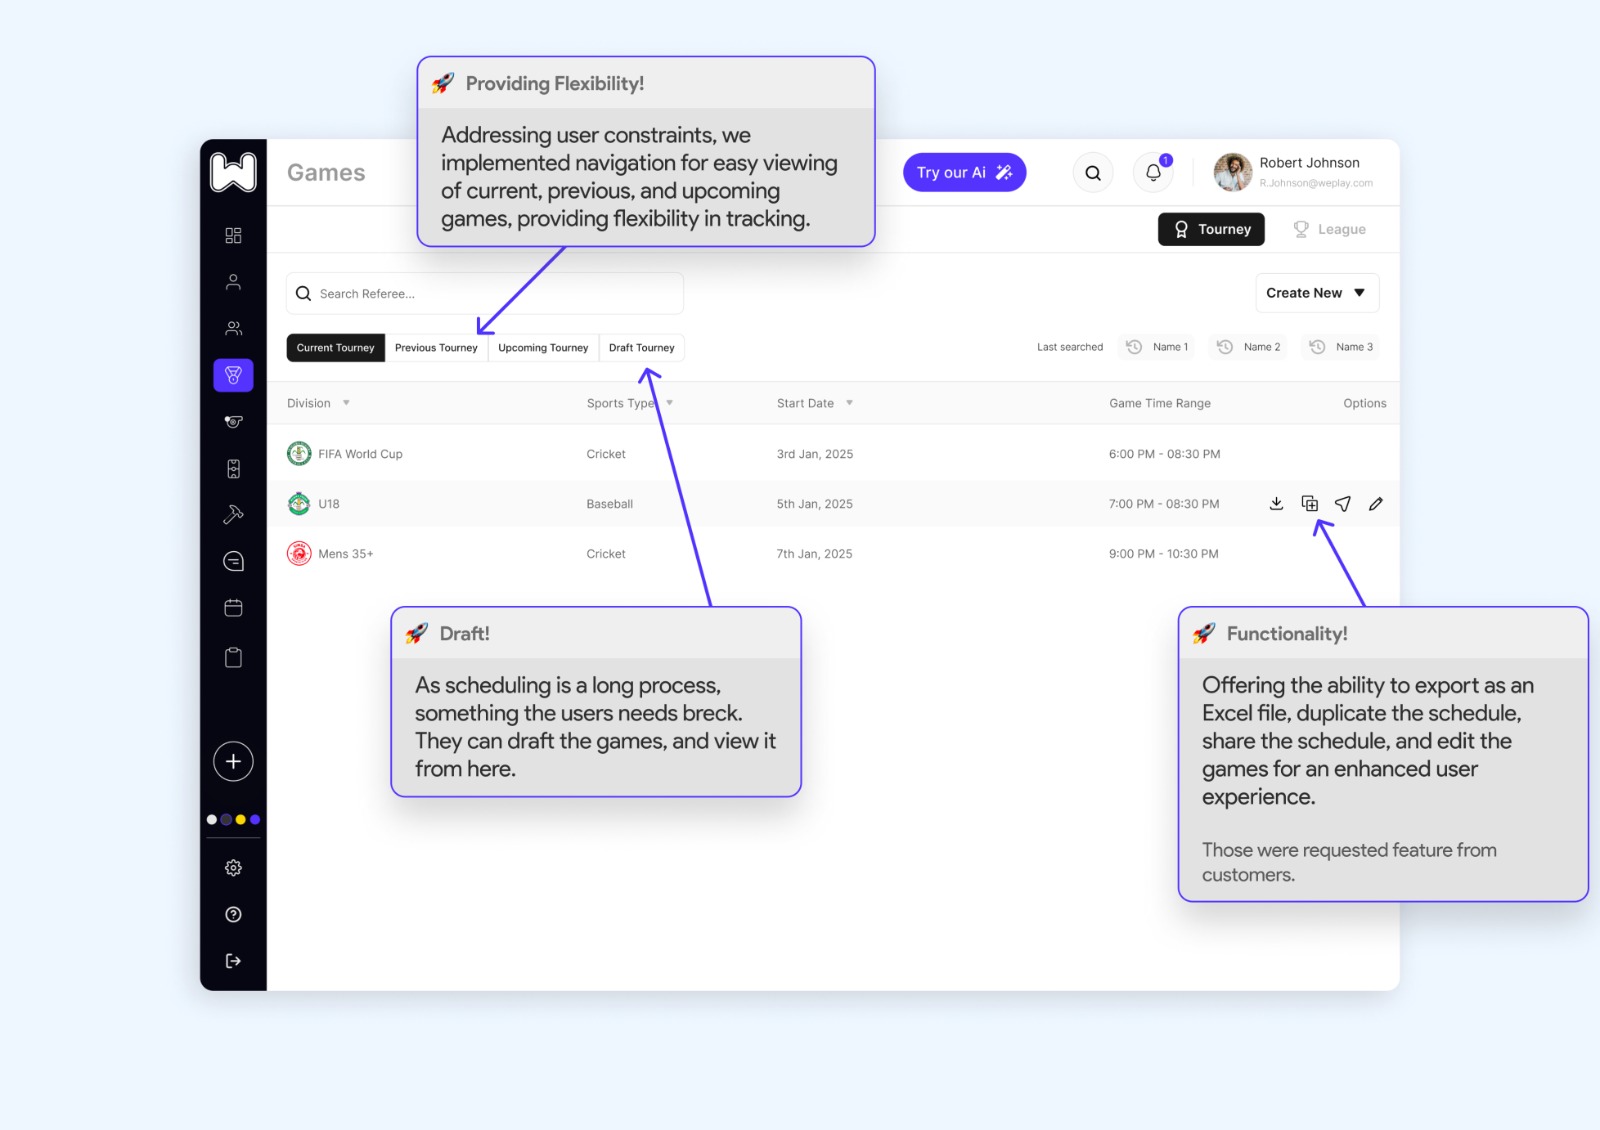 Providing Flexibility!
Addressing user constraints, we
implemented navigation for easy viewing
of current, previous, and upcoming
games, providing flexibility in tracking.
Games
Try our Ai
1
Robert Johnson
R.Johnson@weplay.com
Tourney
League
Search Referee...
Create New
Current Tourney
Previous Tourney
Upcoming Tourney
Draft Tourney
Last searched
Name 1
Name 2
Name 3
Division
Sports Type
Start Date
Game Time Range
Options
FIFA World Cup
Cricket
3rd Jan, 2025
6:00 PM - 08:30 PM
U18
Baseball
5th Jan, 2025
7:00 PM - 08:30 PM
Mens 35+
Cricket
7th Jan, 2025
9:00 PM - 10:30 PM
Draft!
As scheduling is a long process,
something the users needs breck.
They can draft the games, and view it
from here.
Functionality!
Offering the ability to export as an
Excel file, duplicate the schedule,
share the schedule, and edit the
games for an enhanced user
experience.
Those were requested feature from
customers.